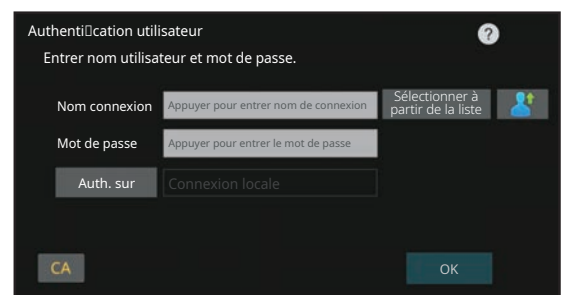 Authenti▯cation utilisateur
?
Entrer nom utilisateur et mot de passe.
Nom connexion
Appuyer pour entrer nom de connexion
Sélectionner à
partir de la liste
Mot de passe
Appuyer pour entrer le mot de passe
Auth. sur
Connexion locale
CA
OK